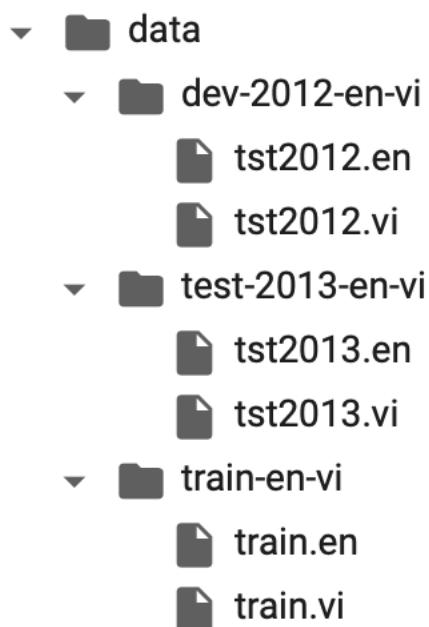 data
dev-2012-en-vi
tst2012.en
tst2012.vi
test-2013-en-vi
tst2013.en
tst2013.vi
train-en-vi
train.en
train.vi